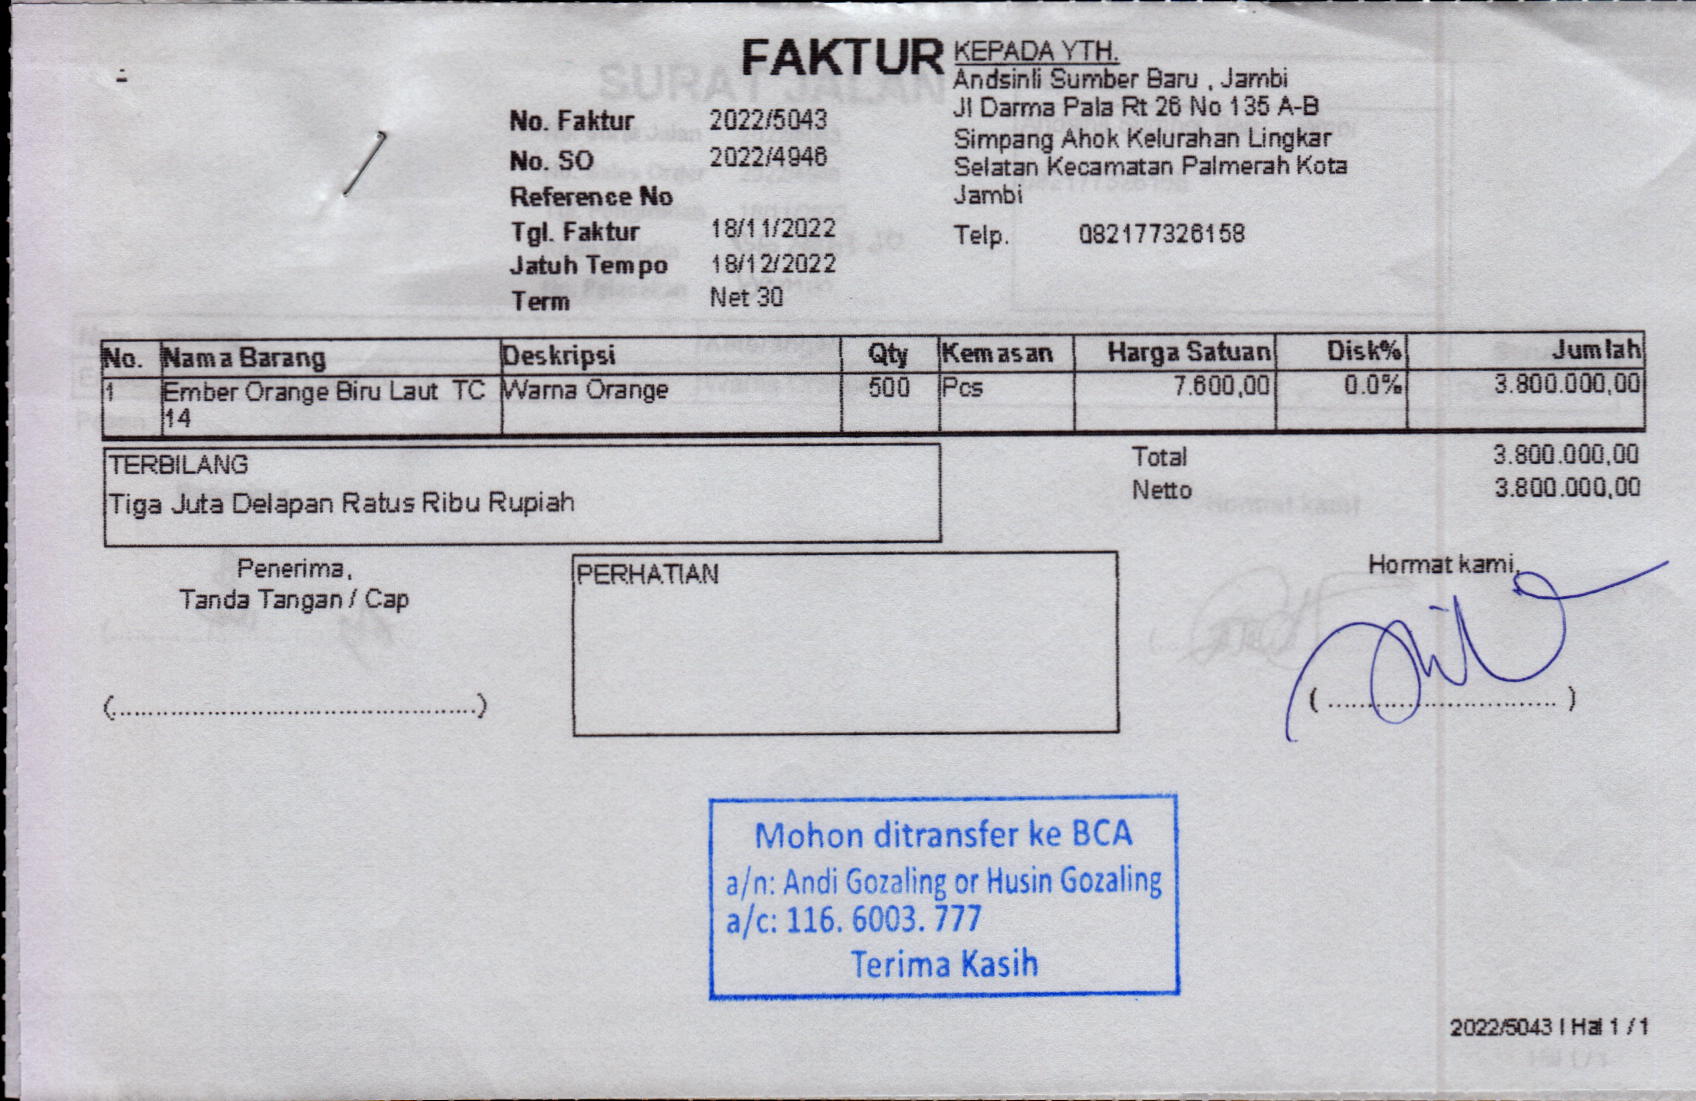 FAKTUR
KEPADA YTH.
Andsinli Sumber Baru , Jambi
Jl Darma Pala Rt 26 No 135 A-B
Simpang Ahok Kelurahan Lingkar
Selatan Kecamatan Palmerah Kota
Jambi
Telp. 082177326158
No. Faktur 2022/5043
No. SO 2022/4946
Reference No
Tgl. Faktur 18/11/2022
Jatuh Tempo 18/12/2022
Term Net 30
No. Nama Barang Deskripsi Qty Kemasan Harga Satuan Disk% Jumlah
1 Ember Orange Biru Laut TC Warna Orange 500 Pcs 7.600,00 0.0% 3.800.000,00
14
TERBILANG
Tiga Juta Delapan Ratus Ribu Rupiah
Total 3.800.000,00
Netto 3.800.000,00
Penerima,
Tanda Tangan / Cap
(................................................)
PERHATIAN
Hormat kami,
(..............................)
Mohon ditransfer ke BCA
a/n: Andi Gozaling or Husin Gozaling
a/c: 116. 6003. 777
Terima Kasih
2022/5043 | Hal 1 / 1